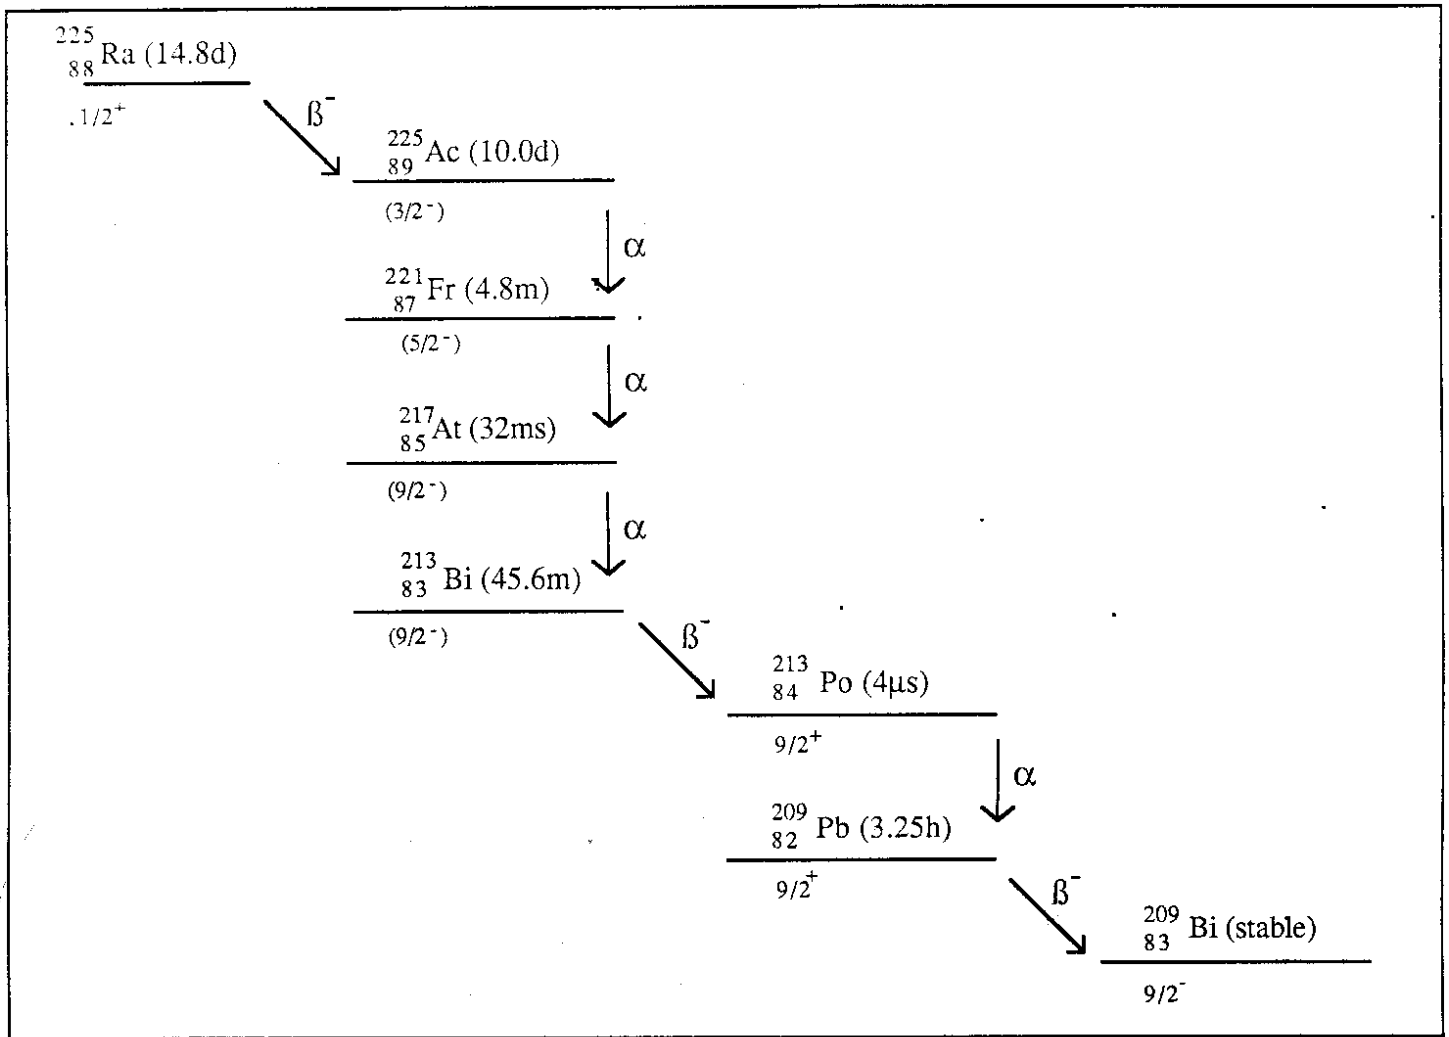 225
88 Ra (14.8d)
.1/2+
ß-
225
89 Ac (10.0d)
(3/2-)
α
221
87 Fr (4.8m)
(5/2-)
α
217
85 At (32ms)
(9/2-)
α
213
83 Bi (45.6m)
(9/2-)
ß-
213
84 Po (4µs)
9/2+
α
209
82 Pb (3.25h)
9/2+
ß-
209
83 Bi (stable)
9/2-